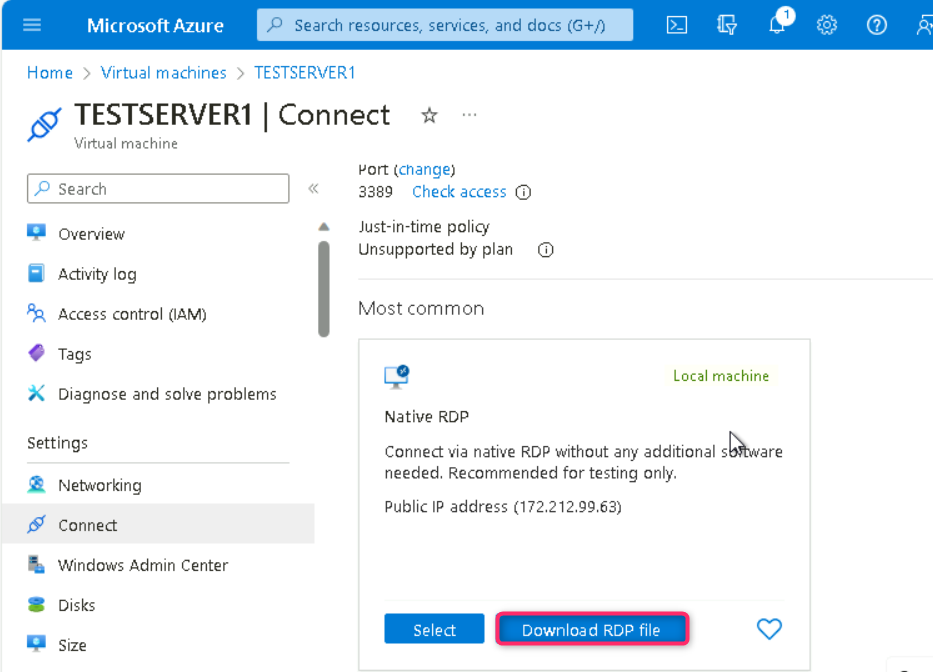 Microsoft Azure
Search resources, services, and docs (G+/)
1
Home > Virtual machines > TESTSERVER1
TESTSERVER1 | Connect
Virtual machine
Search
Overview
Activity log
Access control (IAM)
Tags
Diagnose and solve problems
Settings
Networking
Connect
Windows Admin Center
Disks
Size
Port (change)
3389 Check access
Just-in-time policy
Unsupported by plan
Most common
Local machine
Native RDP
Connect via native RDP without any additional software
needed. Recommended for testing only.
Public IP address (172.212.99.63)
Select
Download RDP file